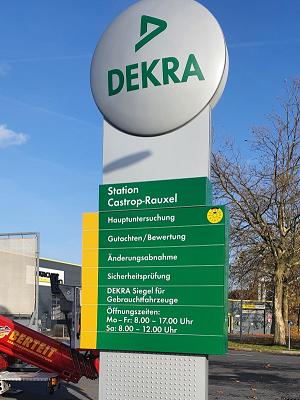 DEKRA
Station
Castrop-Rauxel
Hauptuntersuchung
Gutachten/Bewertung
Änderungsabnahme
Sicherheitsprüfung
DEKRA Siegel für
Gebrauchtfahrzeuge
Öffnungszeiten:
Mo - Fr: 8.00 - 17.00 Uhr
Sa: 8.00 - 12.00 Uhr